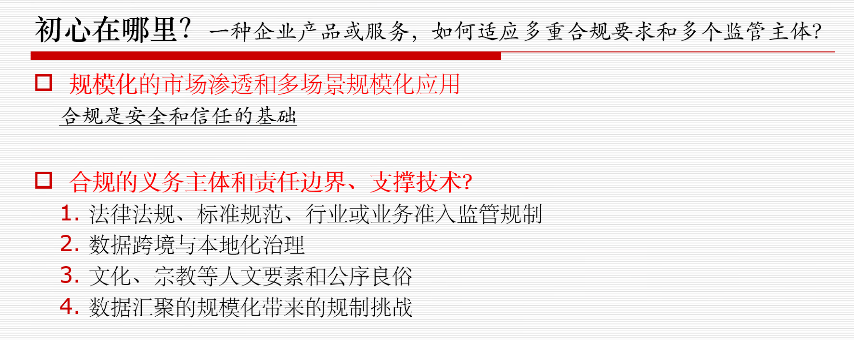 初心在哪里？一种企业产品或服务，如何适应多重合规要求和多个监管主体？
规模化的市场渗透和多场景规模化应用
合规是安全和信任的基础
合规的义务主体和责任边界、支撑技术?
1. 法律法规、标准规范、行业或业务准入监管规制
2. 数据跨境与本地化治理
3. 文化、宗教等人文要素和公序良俗
4. 数据汇聚的规模化带来的规制挑战